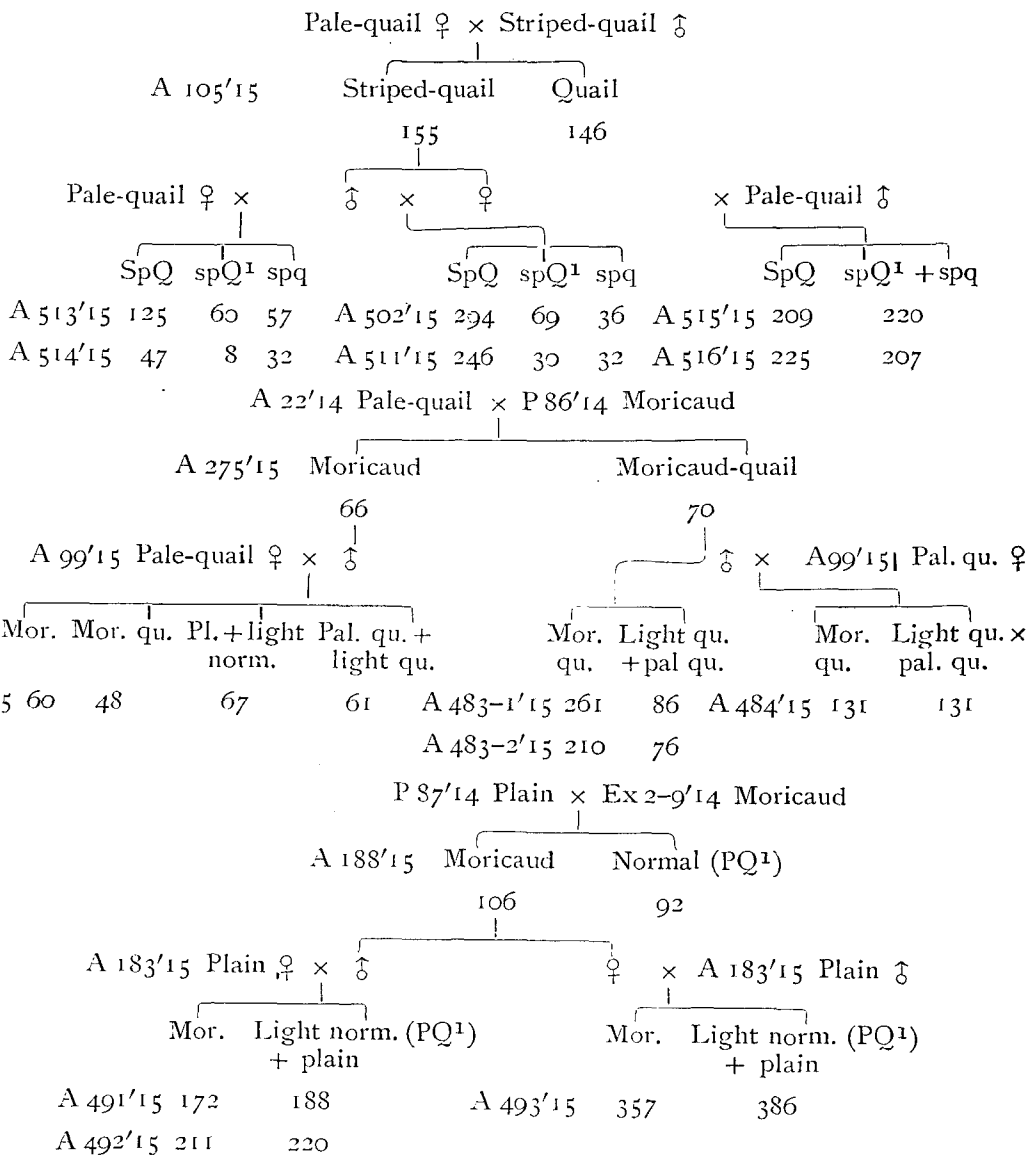 Pale-quail ♀ × Striped-quail ♂
A 105'15 Striped-quail Quail
155 146
Pale-quail ♀ × ♂ × ♀ × Pale-quail ♂
SpQ spQ¹ spq SpQ spQ¹ spq SpQ spQ¹ + spq
A 513'15 125 60 57 A 502'15 294 69 36 A 515'15 209 220
A 514'15 47 8 32 A 511'15 246 30 32 A 516'15 225 207
A 22'14 Pale-quail × P 86'14 Moricaud
A 275'15 Moricaud Moricaud-quail
66 70
A 99'15 Pale-quail ♀ × ♂ ♂ × A99'15| Pal. qu. ♀
Mor. Mor. qu. Pl. + light Pal. qu. + Mor. Light qu. Mor. Light qu. ×
norm. light qu. qu. + pal qu. qu. pal. qu.
5 60 48 67 61 A 483-1'15 261 86 A 484'15 131 131
A 483-2'15 210 76
P 87'14 Plain × Ex 2-9'14 Moricaud
A 188'15 Moricaud Normal (PQ¹)
106 92
A 183'15 Plain ♀ × ♂ ♀ × A 183'15 Plain ♂
Mor. Light norm. (PQ¹) Mor. Light norm. (PQ¹)
+ plain + plain
A 491'15 172 188 A 493'15 357 386
A 492'15 211 220